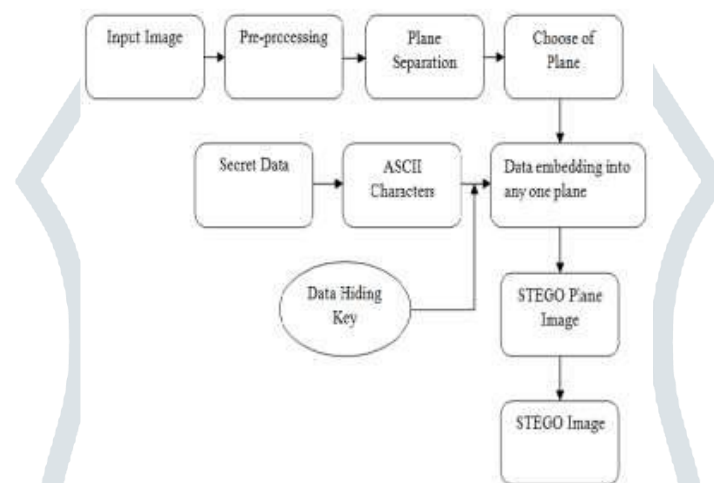 Input Image
Pre-processing
Plane
Separation
Choose of
Plane
Secret Data
ASCII
Characters
Data embedding into
any one plane
Data Hiding
Key
STEGO Plane
Image
STEGO Image